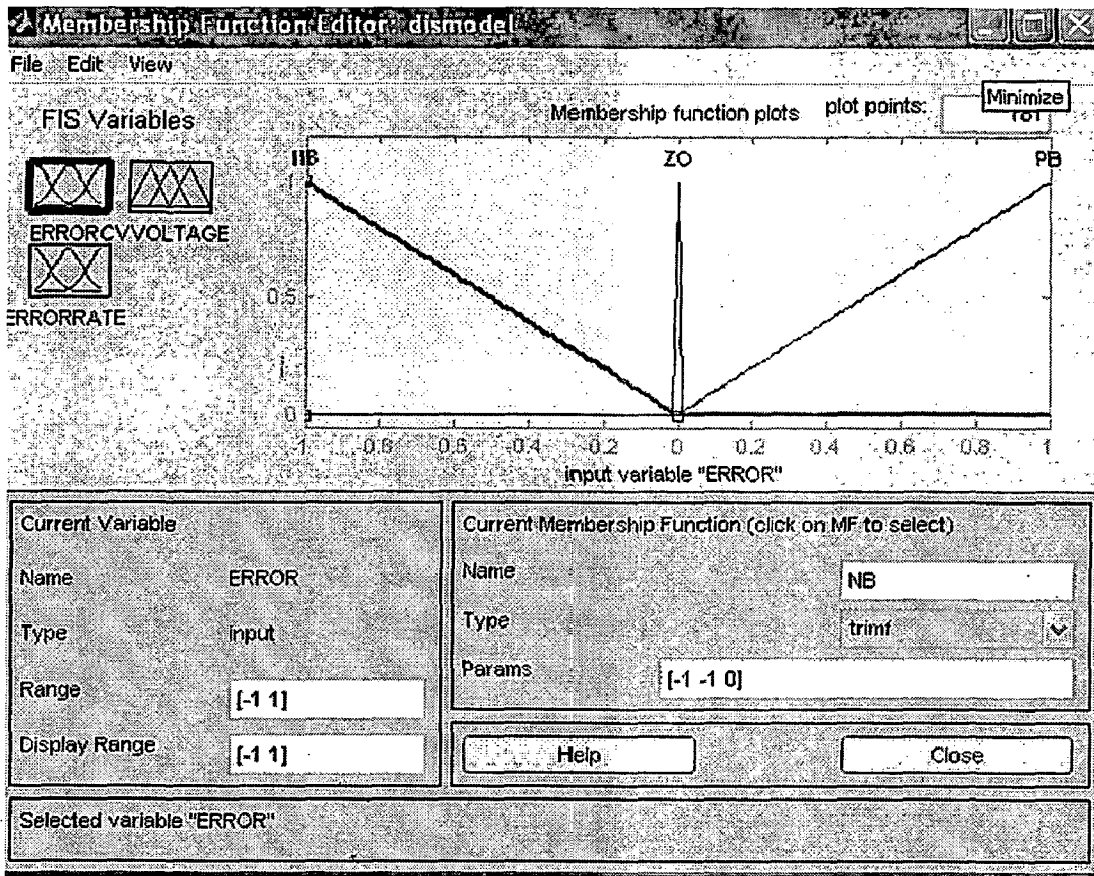 Membership Function Editor: dismodel
File Edit View
FIS Variables
Membership function plots plot points:
Minimize
181
NB ZO PB
1
ERROR CVVOLTAGE
0.5
ERRORRATE
0
-1 -0.8 -0.6 -0.4 -0.2 0 0.2 0.4 0.6 0.8 1
input variable "ERROR"
Current Variable
Name ERROR
Type input
Range [-1 1]
Display Range [-1 1]
Current Membership Function (click on MF to select)
Name NB
Type trimf
Params [-1 -1 0]
Help Close
Selected variable "ERROR"